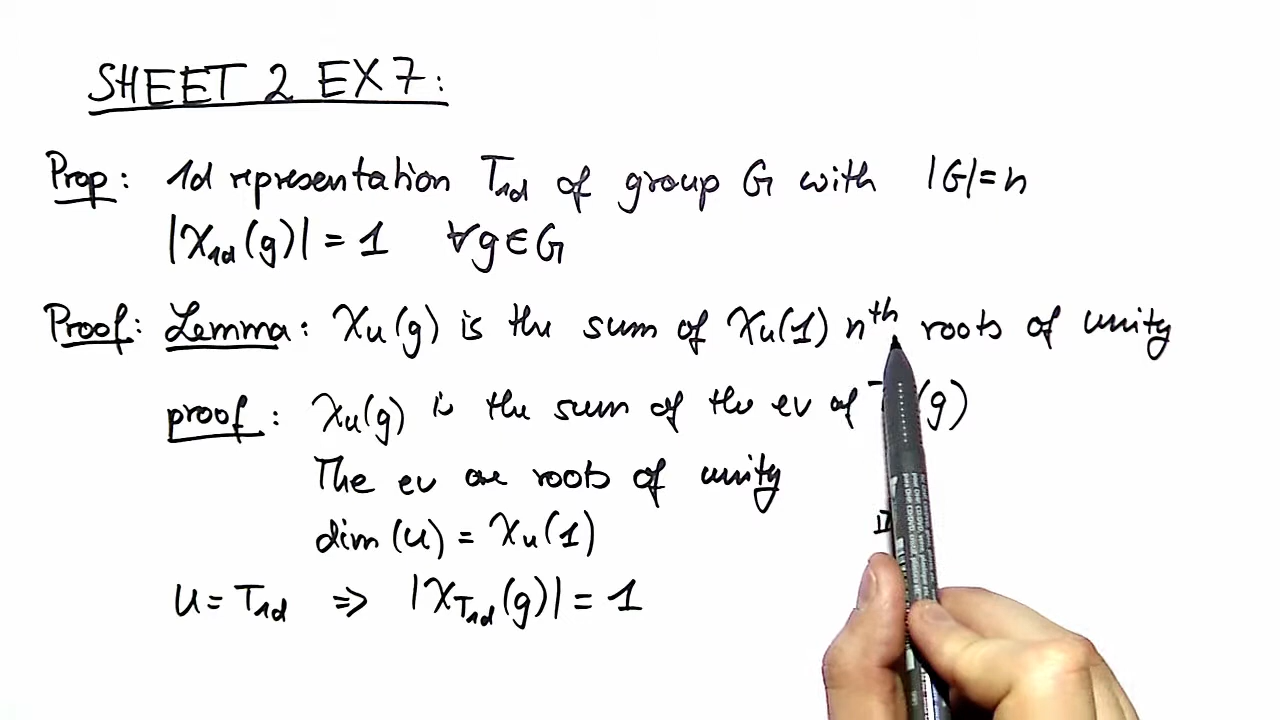 SHEET 2 EX7:
Prop: 1d representation T₁d of group G with |G|=n
|χ₁d(g)| = 1 ∀g∈G
Proof: Lemma: χᵤ(g) is the sum of χᵤ(1) nᵗʰ roots of unity
proof: χᵤ(g) is the sum of the ev of (g)
The ev are roots of unity
dim(u) = χᵤ(1)
U = T₁d ⇒ |χ_T₁d(g)| = 1